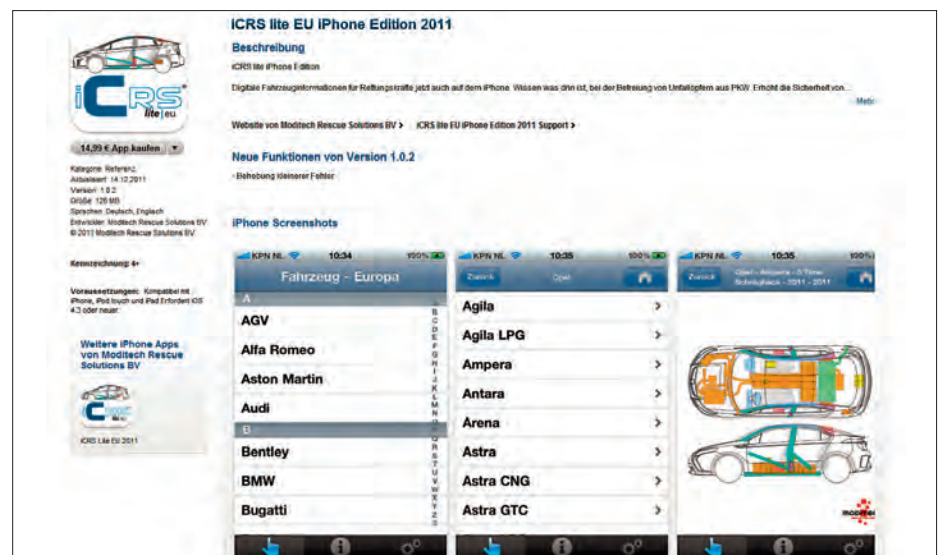 iCRS lite EU iPhone Edition 2011
Beschreibung
iCRS lite iPhone Edition
Digitale Fahrzeuginformationen für Rettungskräfte jetzt auch auf dem iPhone. Wissen was drin ist, bei der Befreiung von Unfallopfern aus PKW. Erhöht die Sicherheit von...
Mehr
Website von Moditech Rescue Solutions BV > iCRS lite EU iPhone Edition 2011 Support >
Neue Funktionen von Version 1.0.2
- Behebung kleinerer Fehler
iPhone Screenshots
iCRS
lite|eu
14,99 € App kaufen
Kategorie: Referenz
Aktualisiert: 14.12.2011
Version: 1.0.2
Größe: 126 MB
Sprachen: Deutsch, Englisch
Entwickler: Moditech Rescue Solutions BV
© 2011 Moditech Rescue Solutions BV
Kennzeichnung: 4+
Voraussetzungen: Kompatibel mit
iPhone, iPod touch und iPad. Erfordert iOS
4.3 oder neuer.
Weitere iPhone Apps
von Moditech Rescue
Solutions BV
iCRS Lite EU 2011
KPN NL 10:34 100%
Fahrzeug - Europa
A
AGV
Alfa Romeo
Aston Martin
Audi
B
Bentley
BMW
Bugatti
KPN NL 10:35 100%
Zurück Opel
Agila
Agila LPG
Ampera
Antara
Arena
Astra
Astra CNG
Astra GTC
KPN NL 10:35 100%
Zurück Opel - Ampera - 5 Türer
Schrägheck - 2011 - 2011